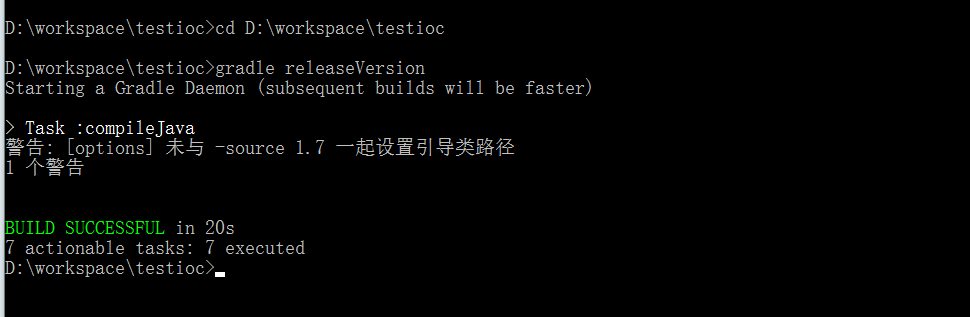 D:\workspace\testioc>cd D:\workspace\testioc
D:\workspace\testioc>gradle releaseVersion
Starting a Gradle Daemon (subsequent builds will be faster)
> Task :compileJava
警告: [options] 未与 -source 1.7 一起设置引导类路径
1 个警告
BUILD SUCCESSFUL in 20s
7 actionable tasks: 7 executed
D:\workspace\testioc>